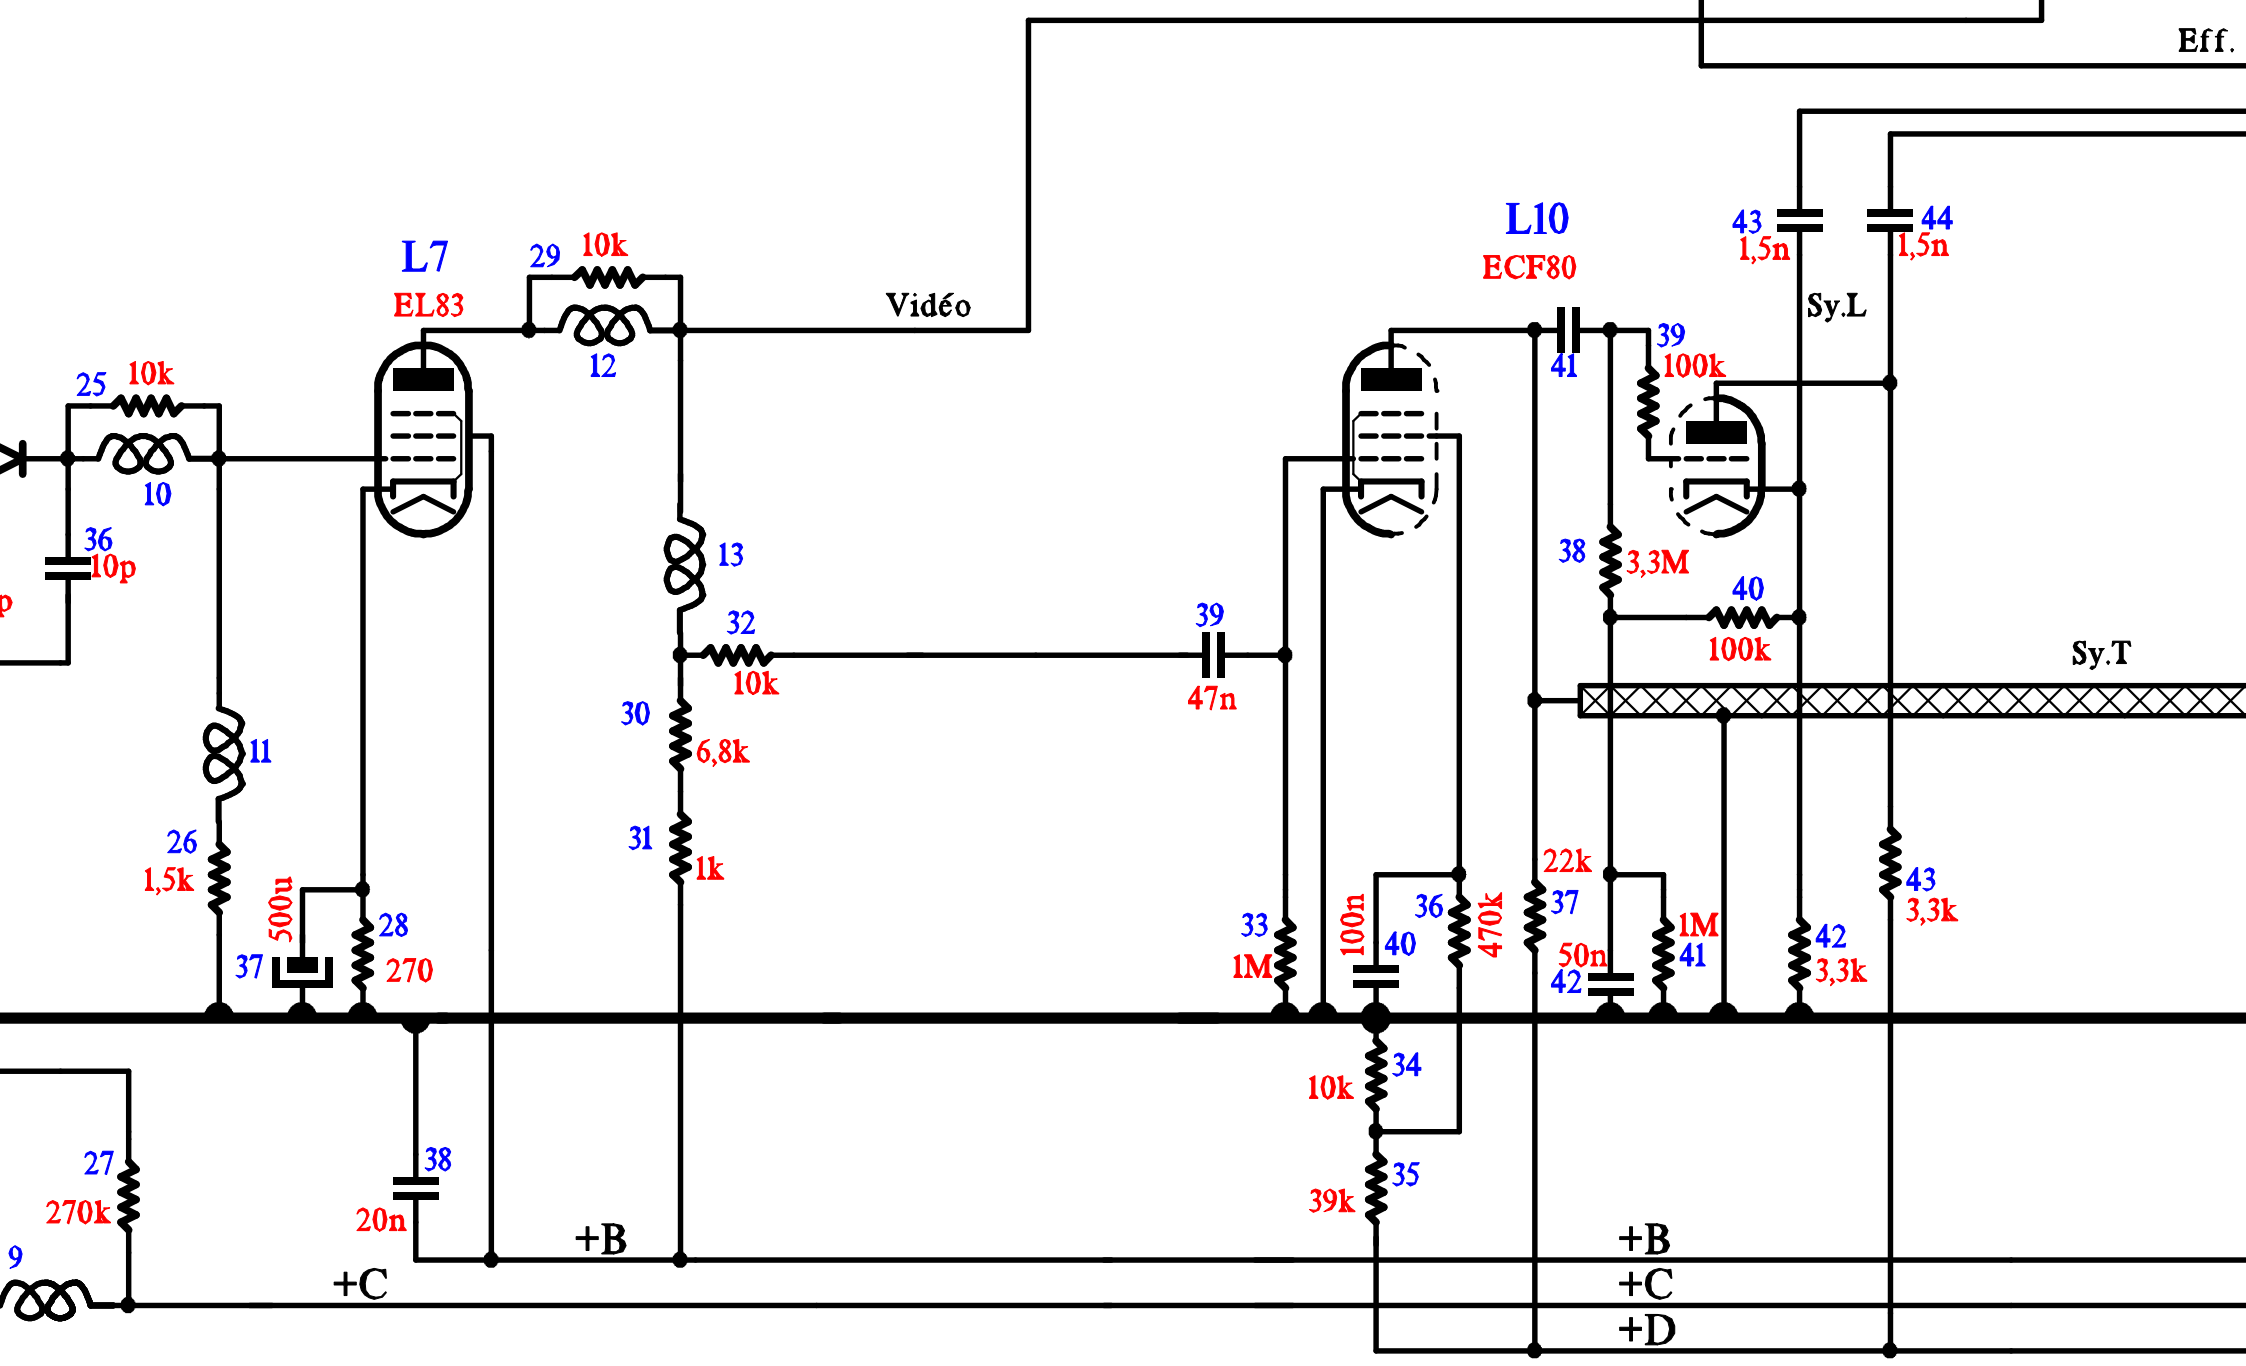 Eff.
L10
43
44
1,5n
1,5n
L7
29
10k
ECF80
EL83
Vidéo
Sy.L
39
12
41
100k
25
10k
10
36
10p
p
13
38
3,3M
40
32
39
100k
Sy.T
10k
47n
30
6,8k
11
31
1k
26
1,5k
22k
500u
28
37
270
33
1M
100n
40
36
470k
37
50n
42
1M
41
43
3,3k
42
3,3k
34
10k
27
270k
38
20n
35
39k
9
+B
+B
+C
+C
+D